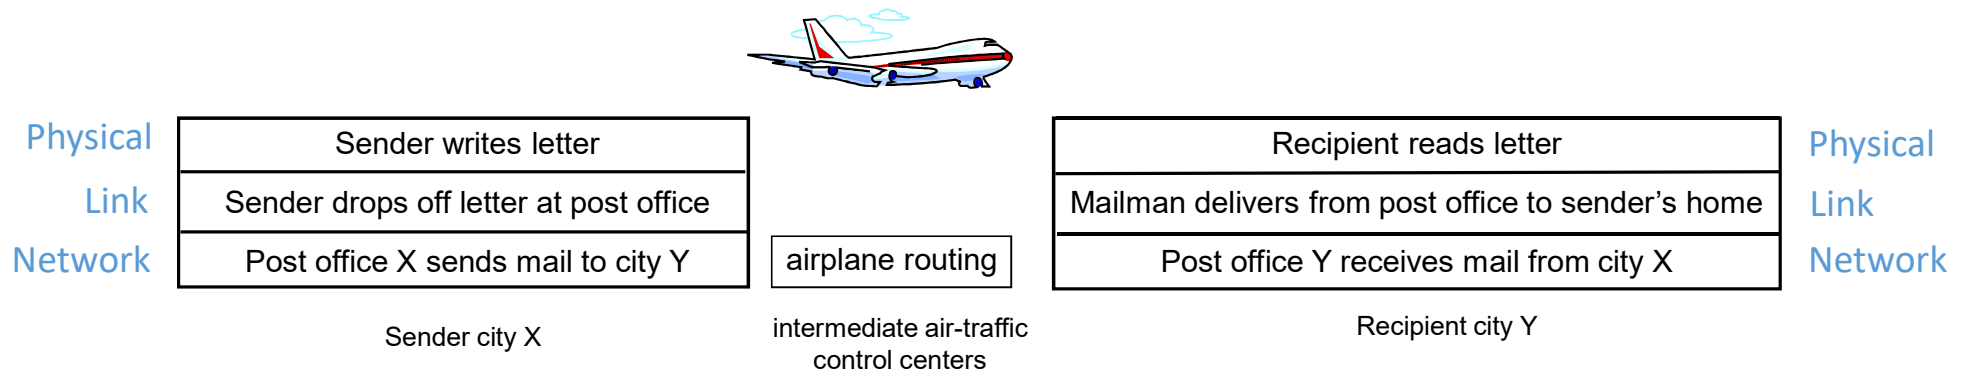 Physical
Sender writes letter
Recipient reads letter
Physical
Link
Sender drops off letter at post office
Mailman delivers from post office to sender's home
Link
Network
Post office X sends mail to city Y
airplane routing
Post office Y receives mail from city X
Network
Sender city X
intermediate air-traffic
control centers
Recipient city Y